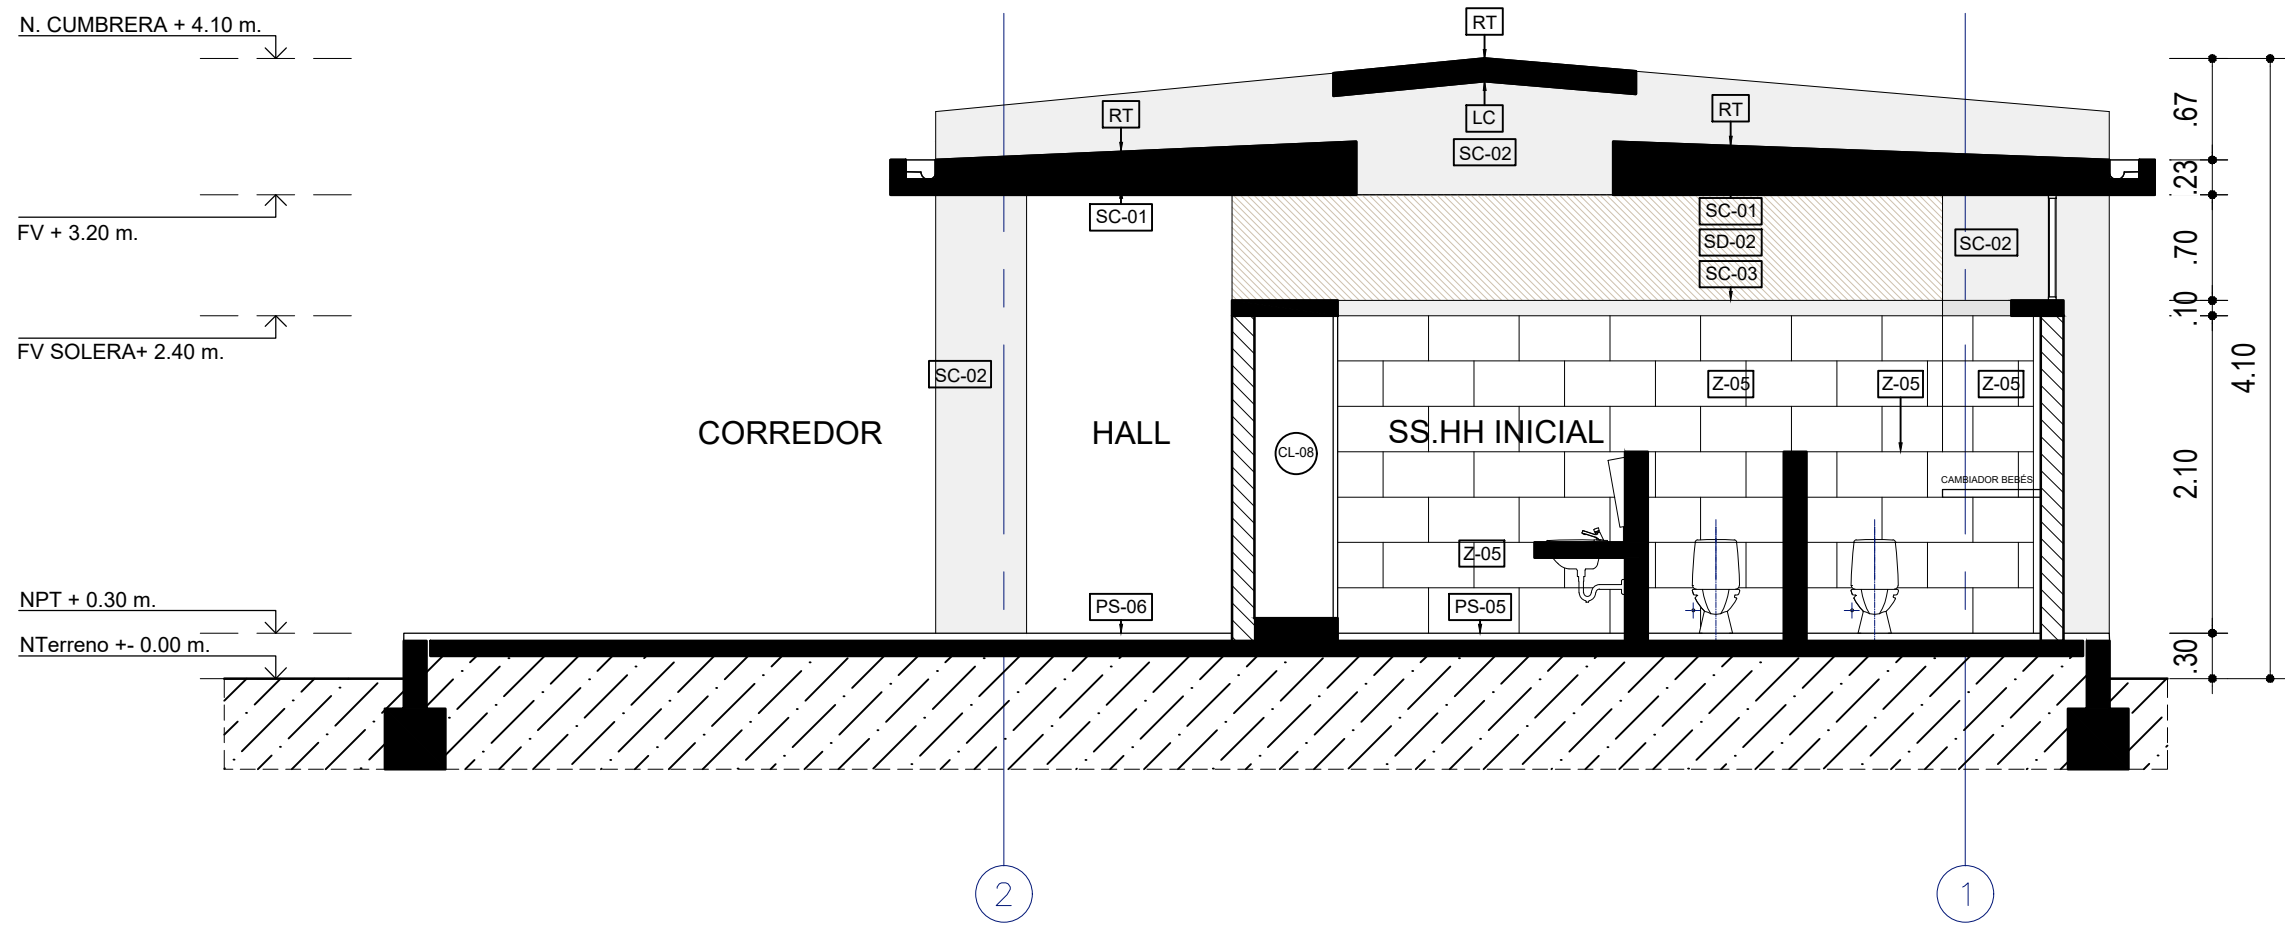 N. CUMBRERA + 4.10 m.
RT
RT
LC
RT
SC-02
.67
.23
FV + 3.20 m.
SC-01
SC-01
SD-02
SC-02
SC-03
.70
.10
FV SOLERA+ 2.40 m.
SC-02
Z-05
Z-05
Z-05
4.10
CORREDOR
HALL
SS.HH INICIAL
CL-08
CAMBIADOR BEBÉS
2.10
Z-05
NPT + 0.30 m.
PS-06
PS-05
NTerreno +- 0.00 m.
.30
2
1